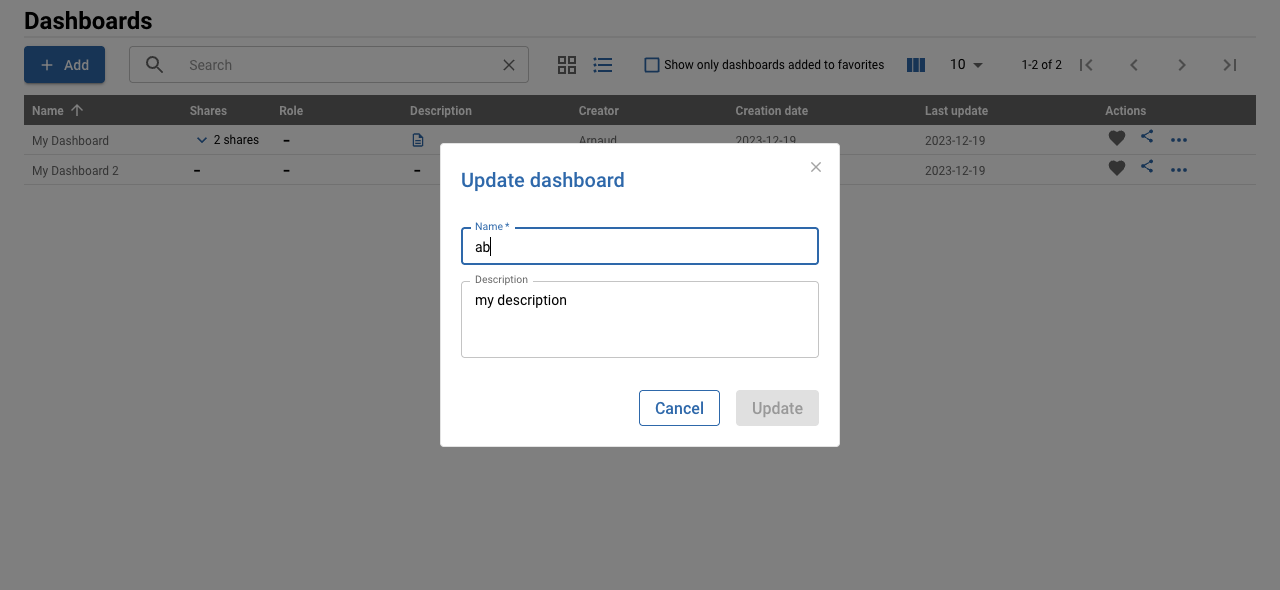 Dashboards
Add
Search
Show only dashboards added to favorites
10
1-2 of 2
Name Shares Role Description Creator Creation date Last update Actions
My Dashboard 2 shares - Arnaud 2023-12-19 2023-12-19
My Dashboard 2 - - - 2023-12-19
Update dashboard
Name *
ab
Description
my description
Cancel
Update